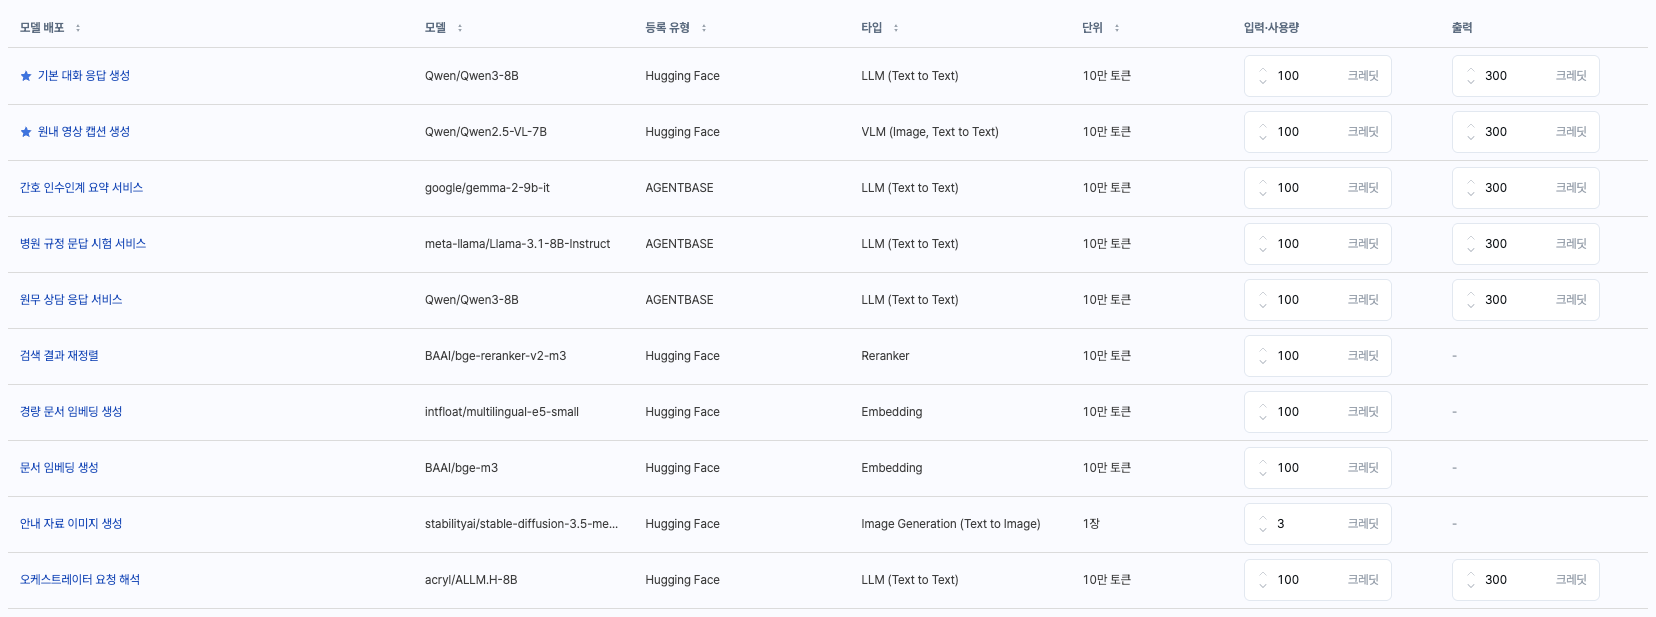 모델 배포 모델 등록 유형 타입 단위 입력·사용량 출력
기본 대화 응답 생성 Qwen/Qwen3-8B Hugging Face LLM (Text to Text) 10만 토큰 100 크레딧 300 크레딧
원내 영상 캡션 생성 Qwen/Qwen2.5-VL-7B Hugging Face VLM (Image, Text to Text) 10만 토큰 100 크레딧 300 크레딧
간호 인수인계 요약 서비스 google/gemma-2-9b-it AGENTBASE LLM (Text to Text) 10만 토큰 100 크레딧 300 크레딧
병원 규정 문답 시험 서비스 meta-llama/Llama-3.1-8B-Instruct AGENTBASE LLM (Text to Text) 10만 토큰 100 크레딧 300 크레딧
원무 상담 응답 서비스 Qwen/Qwen3-8B AGENTBASE LLM (Text to Text) 10만 토큰 100 크레딧 300 크레딧
검색 결과 재정렬 BAAI/bge-reranker-v2-m3 Hugging Face Reranker 10만 토큰 100 크레딧 -
경량 문서 임베딩 생성 intfloat/multilingual-e5-small Hugging Face Embedding 10만 토큰 100 크레딧 -
문서 임베딩 생성 BAAI/bge-m3 Hugging Face Embedding 10만 토큰 100 크레딧 -
안내 자료 이미지 생성 stabilityai/stable-diffusion-3.5-me... Hugging Face Image Generation (Text to Image) 1장 3 크레딧 -
오케스트레이터 요청 해석 acryl/ALLM.H-8B Hugging Face LLM (Text to Text) 10만 토큰 100 크레딧 300 크레딧